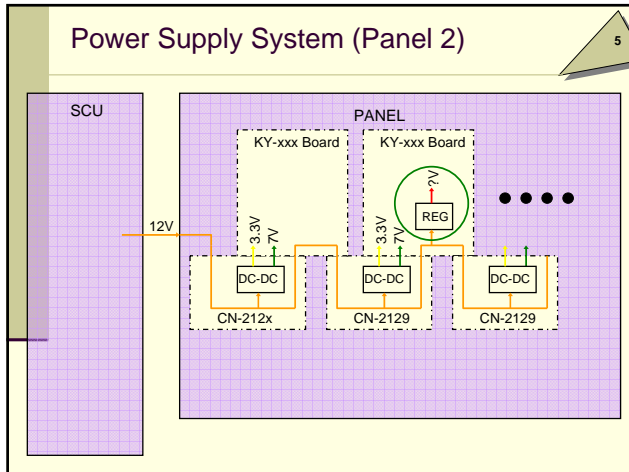 Power Supply System (Panel 2)
5
SCU
PANEL
KY-xxx Board
KY-xxx Board
?V
REG
12V
3.3V
7V
3.3V
7V
DC-DC
DC-DC
DC-DC
CN-212x
CN-2129
CN-2129